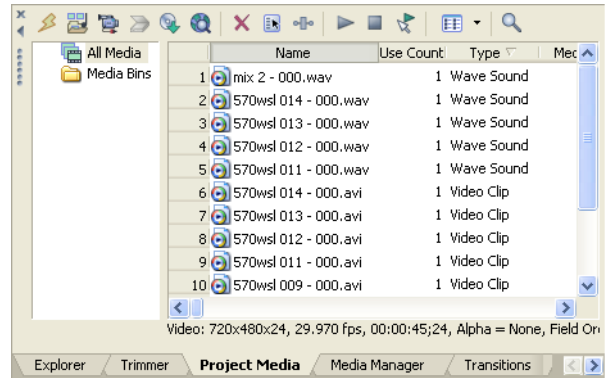 All Media
Media Bins
Name Use Count Type Mec
1 mix 2 - 000.wav 1 Wave Sound
2 570wsl 014 - 000.wav 1 Wave Sound
3 570wsl 013 - 000.wav 1 Wave Sound
4 570wsl 012 - 000.wav 1 Wave Sound
5 570wsl 011 - 000.wav 1 Wave Sound
6 570wsl 014 - 000.avi 1 Video Clip
7 570wsl 013 - 000.avi 1 Video Clip
8 570wsl 012 - 000.avi 1 Video Clip
9 570wsl 011 - 000.avi 1 Video Clip
10 570wsl 009 - 000.avi 1 Video Clip
Video: 720x480x24, 29.970 fps, 00:00:45;24, Alpha = None, Field Or
Explorer Trimmer Project Media Media Manager Transitions